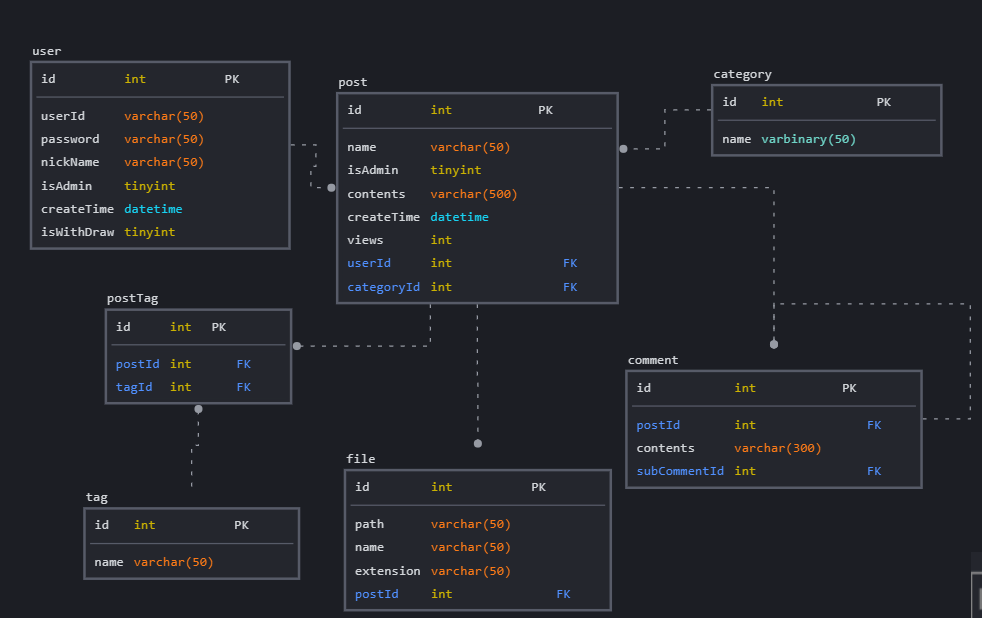 user
id int PK
userId varchar(50)
password varchar(50)
nickName varchar(50)
isAdmin tinyint
createTime datetime
isWithDraw tinyint
post
id int PK
name varchar(50)
isAdmin tinyint
contents varchar(500)
createTime datetime
views int
userId int FK
categoryId int FK
category
id int PK
name varbinary(50)
postTag
id int PK
postId int FK
tagId int FK
comment
id int PK
postId int FK
contents varchar(300)
subCommentId int FK
tag
id int PK
name varchar(50)
file
id int PK
path varchar(50)
name varchar(50)
extension varchar(50)
postId int FK